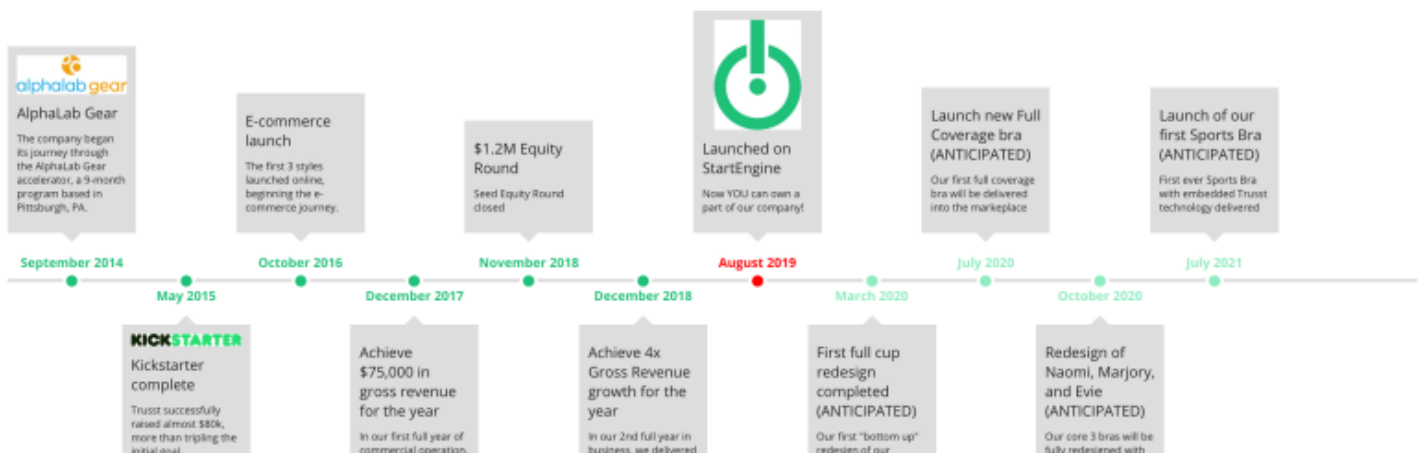 alphalab gear
AlphaLab Gear
The company began
its journey through
the AlphaLab Gear
accelerator, a 9-month
program based in
Pittsburgh, PA.
September 2014
May 2015
KICKSTARTER
Kickstarter
complete
Trusst successfully
raised almost $80k,
more than tripling the
initial goal
E-commerce
launch
The first 3 styles
launched online,
beginning the e-
commerce journey.
October 2016
December 2017
Achieve
$75,000 in
gross revenue
for the year
In our first full year of
commercial operation,
$1.2M Equity
Round
Seed Equity Round
closed
November 2018
December 2018
Achieve 4x
Gross Revenue
growth for the
year
In our 2nd full year in
business, we delivered
Launched on
StartEngine
Now YOU can own a
part of our company!
August 2019
March 2020
First full cup
redesign
completed
(ANTICIPATED)
Our first "bottom up"
redesign of our
Launch new Full
Coverage bra
(ANTICIPATED)
Our first full coverage
bra will be delivered
into the markeplace
July 2020
October 2020
Redesign of
Naomi, Marjory,
and Evie
(ANTICIPATED)
Our core 3 bras will be
fully redesigned with
Launch of our
first Sports Bra
(ANTICIPATED)
First ever Sports Bra
with embedded Trusst
technology delivered
July 2021